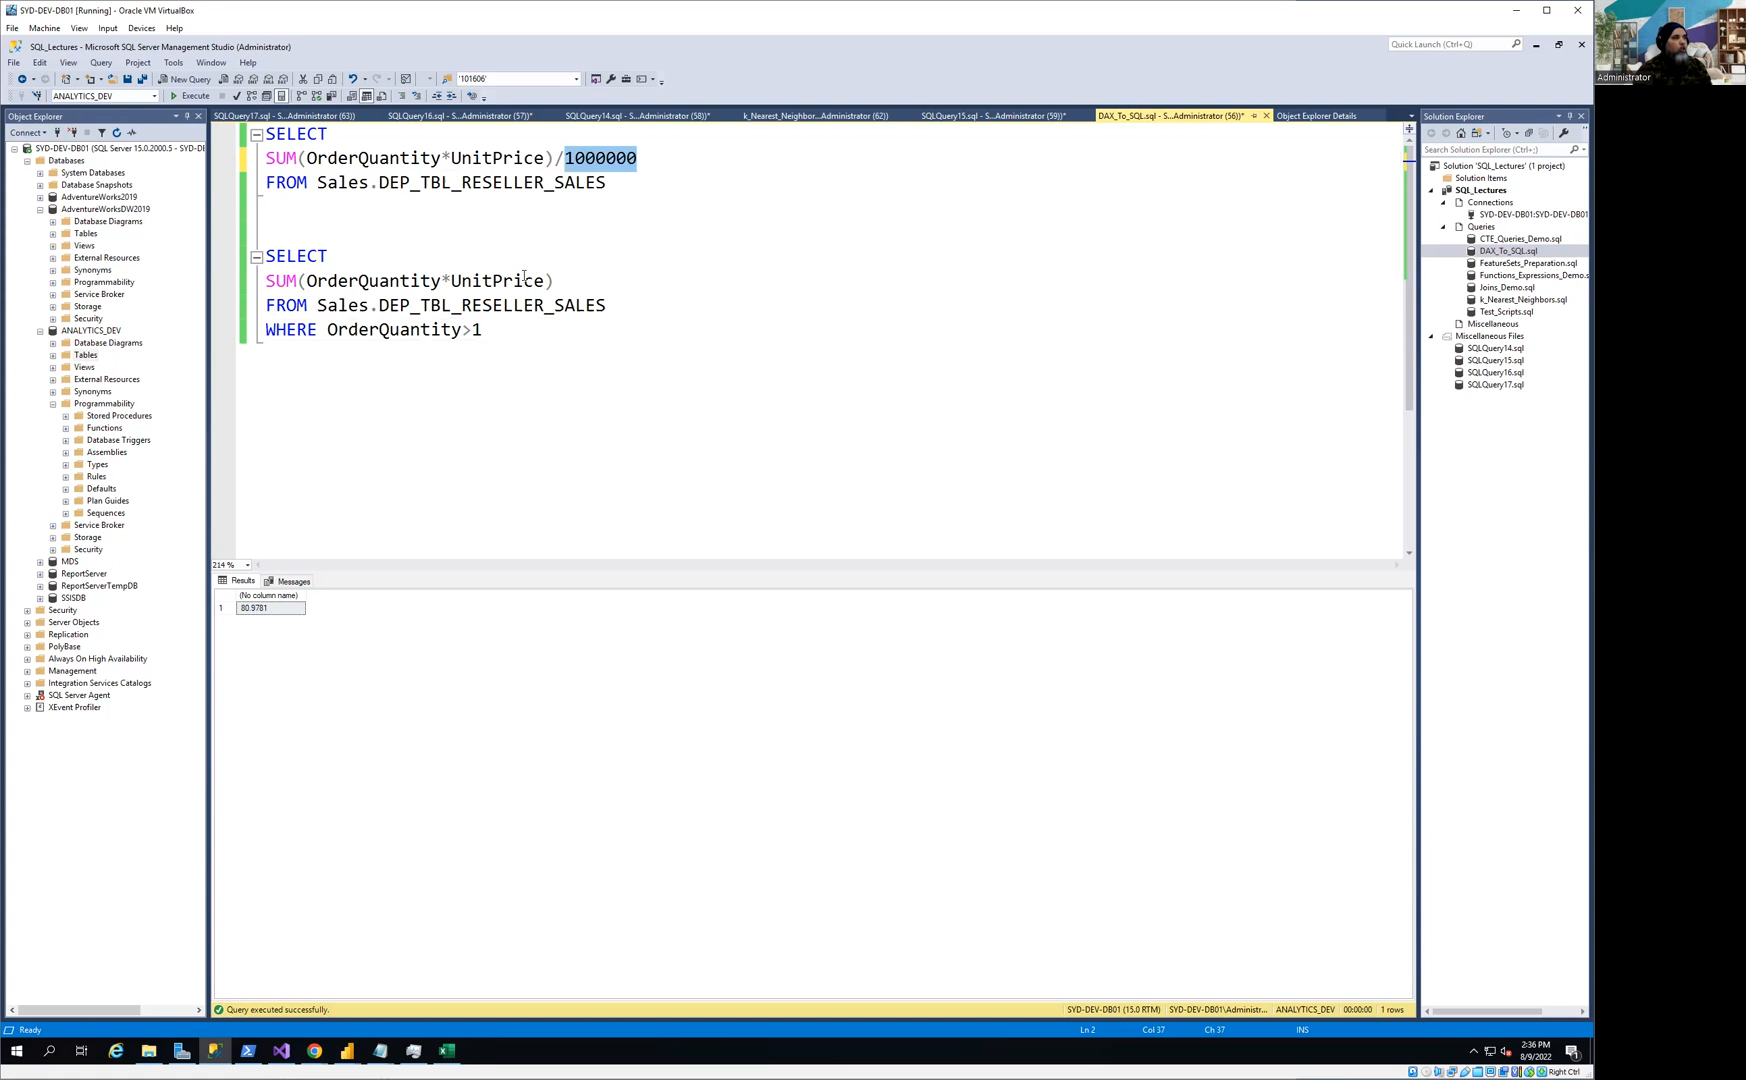 SYD-DEV-DB01 [Running] - Oracle VM VirtualBox
File Machine View Input Devices Help
SQL_Lectures - Microsoft SQL Server Management Studio (Administrator)
Quick Launch (Ctrl+Q)
Administrator
File Edit View Query Project Tools Window Help
New Query
'101606'
ANALYTICS_DEV
Execute
Object Explorer
SQLQuery17.sql - S...Administrator (63))
SQLQuery16.sql - S...Administrator (57))*
SQLQuery14.sql - S...Administrator (58))*
k_Nearest_Neighbor...Administrator (62))
SQLQuery15.sql - S...Administrator (59))*
DAX_To_SQL.sql - S...Administrator (56))*
Object Explorer Details
Solution Explorer
Connect
SYD-DEV-DB01 (SQL Server 15.0.2000.5 - SYD-DE
Databases
System Databases
Database Snapshots
AdventureWorks2019
AdventureWorksDW2019
Database Diagrams
Tables
Views
External Resources
Synonyms
Programmability
Service Broker
Storage
Security
ANALYTICS_DEV
Database Diagrams
Tables
Views
External Resources
Synonyms
Programmability
Stored Procedures
Functions
Database Triggers
Assemblies
Types
Rules
Defaults
Plan Guides
Sequences
Service Broker
Storage
Security
MDS
ReportServer
ReportServerTempDB
SSISDB
Security
Server Objects
Replication
PolyBase
Always On High Availability
Management
Integration Services Catalogs
SQL Server Agent
XEvent Profiler
SELECT
SUM(OrderQuantity*UnitPrice)/1000000
FROM Sales.DEP_TBL_RESELLER_SALES
SELECT
SUM(OrderQuantity*UnitPrice)
FROM Sales.DEP_TBL_RESELLER_SALES
WHERE OrderQuantity>1
214 %
Results Messages
(No column name)
1 80.9781
Query executed successfully.
SYD-DEV-DB01 (15.0 RTM) SYD-DEV-DB01\Administr... ANALYTICS_DEV 00:00:00 1 rows
Search Solution Explorer (Ctrl+;)
Solution 'SQL_Lectures' (1 project)
Solution Items
SQL_Lectures
Connections
SYD-DEV-DB01:SYD-DEV-DB01
Queries
CTE_Queries_Demo.sql
DAX_To_SQL.sql
FeatureSets_Preparation.sql
Functions_Expressions_Demo.s
Joins_Demo.sql
k_Nearest_Neighbors.sql
Test_Scripts.sql
Miscellaneous
Miscellaneous Files
SQLQuery14.sql
SQLQuery15.sql
SQLQuery16.sql
SQLQuery17.sql
Ready
Ln 2 Col 37 Ch 37 INS
2:36 PM
8/9/2022
Right Ctrl